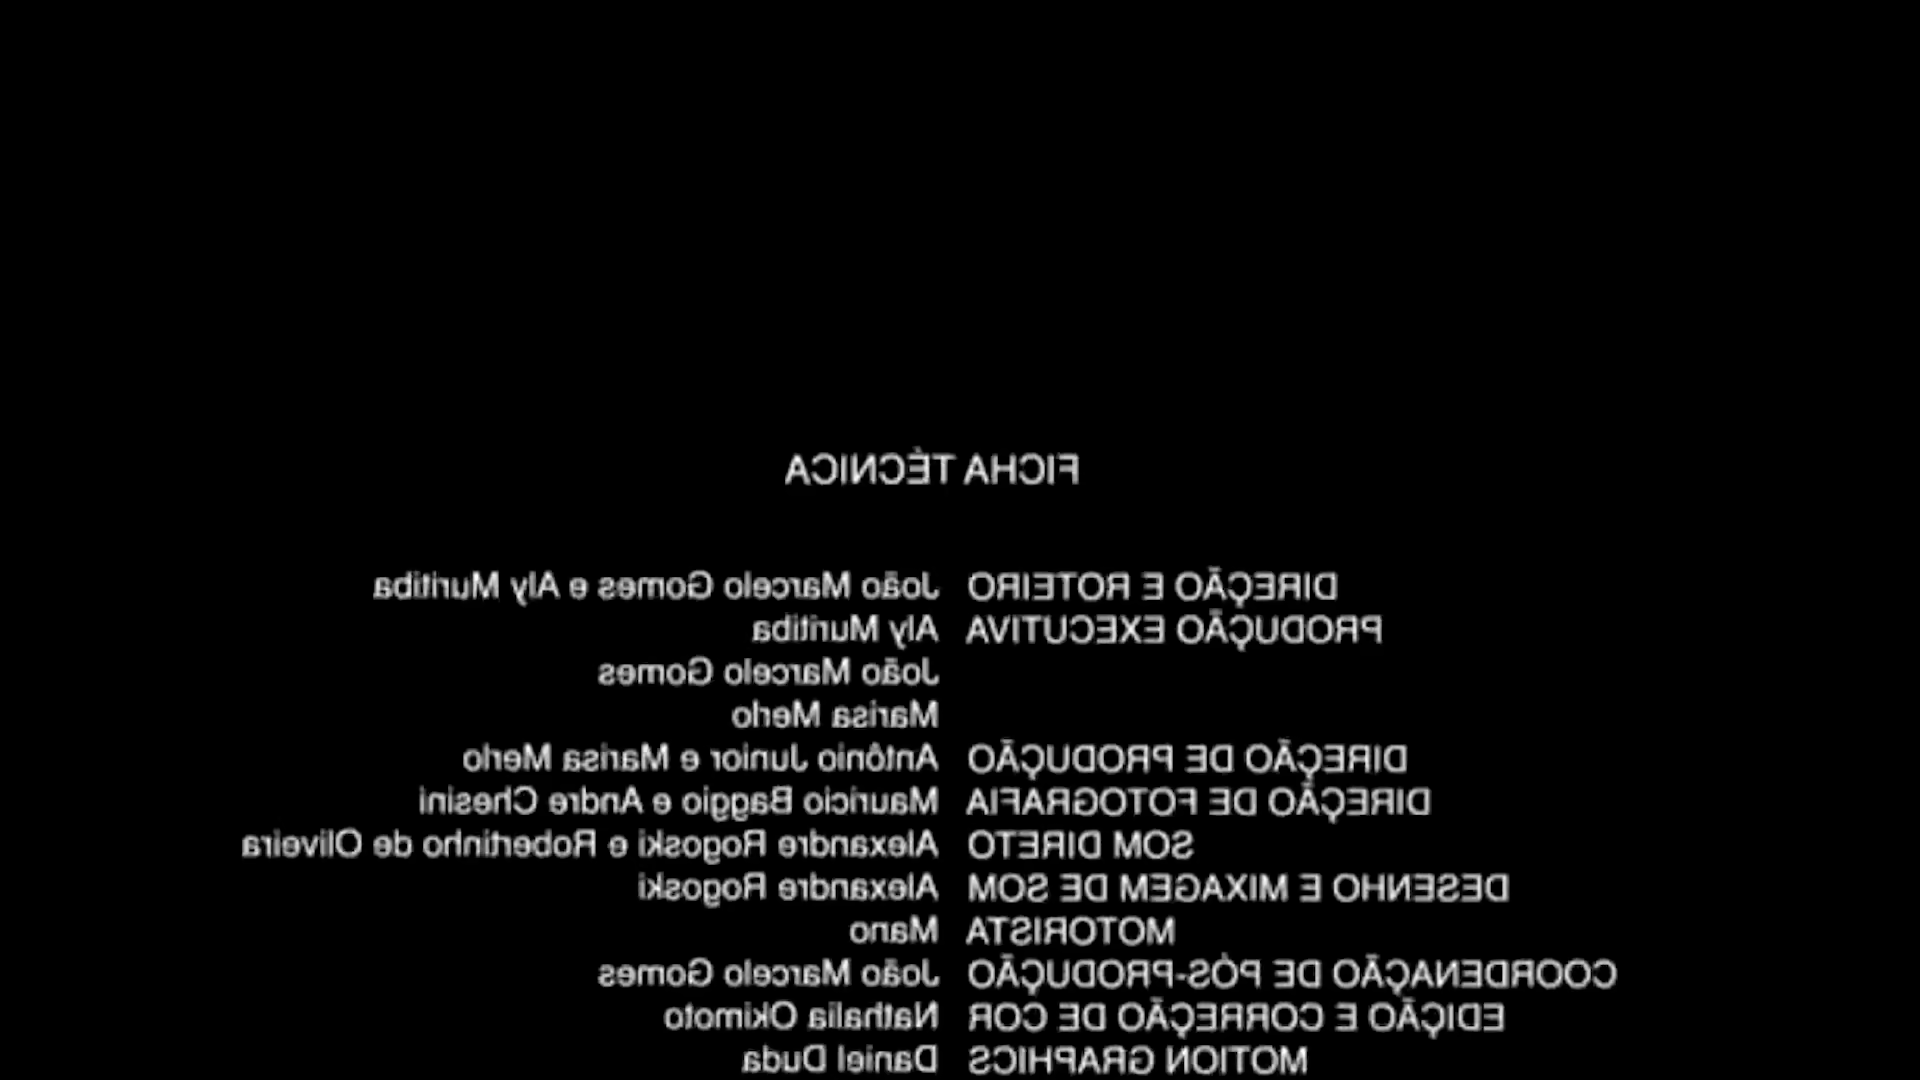 FICHA TÉCNICA
DIREÇÃO E ROTEIRO João Marcelo Gomes e Aly Muritiba
PRODUÇÃO EXECUTIVA Aly Muritiba
João Marcelo Gomes
Marisa Merlo
DIREÇÃO DE PRODUÇÃO Antônio Junior e Marisa Merlo
DIREÇÃO DE FOTOGRAFIA Mauricio Baggio e Andre Chesini
SOM DIRETO Alexandre Rogoski e Robertinho de Oliveira
DESENHO E MIXAGEM DE SOM Alexandre Rogoski
MOTORISTA Mano
COORDENAÇÃO DE PÓS-PRODUÇÃO João Marcelo Gomes
EDIÇÃO E CORREÇÃO DE COR Nathalia Okimoto
MOTION GRAPHICS Daniel Duda